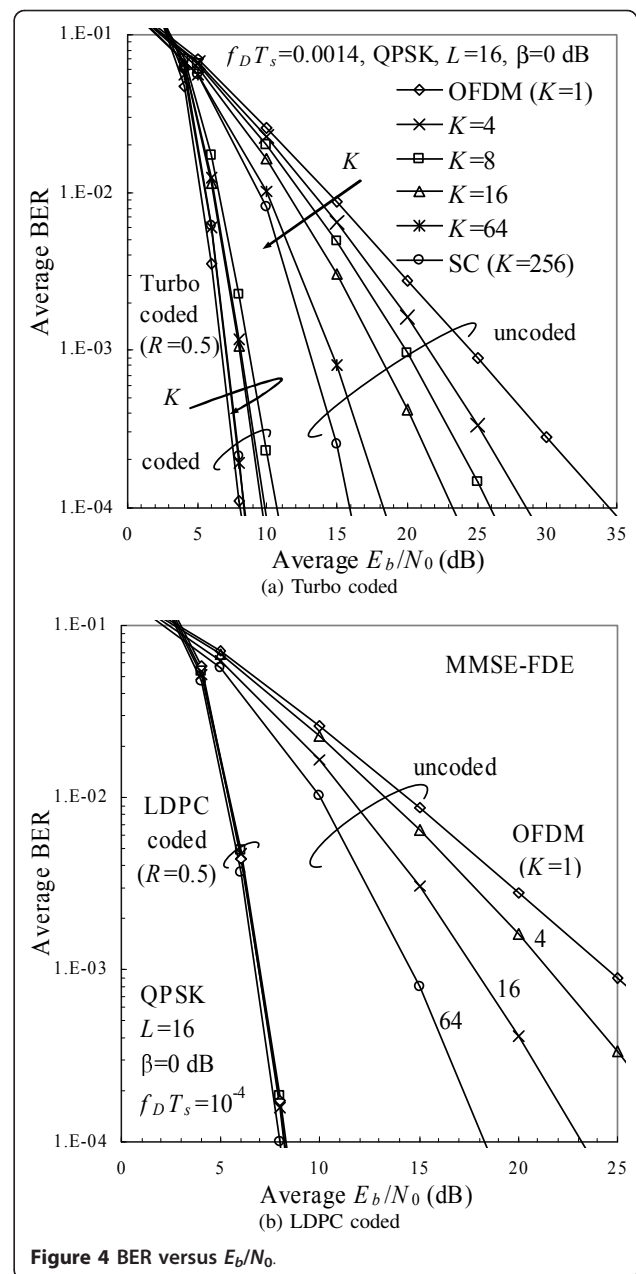 1.E-01
f_D T_s=0.0014, QPSK, L=16, β=0 dB
OFDM (K=1)
K=4
K=8
K=16
K=64
SC (K=256)
K
1.E-02
Average BER
Turbo
coded
(R=0.5)
uncoded
1.E-03
K
coded
1.E-04
0 5 10 15 20 25 30 35
Average E_b/N_0 (dB)
(a) Turbo coded
1.E-01
MMSE-FDE
uncoded
1.E-02
LDPC
coded
(R=0.5)
OFDM
(K=1)
Average BER
4
1.E-03
16
64
QPSK
L=16
β=0 dB
f_D T_s=10^-4
1.E-04
0 5 10 15 20 25
Average E_b/N_0 (dB)
(b) LDPC coded
Figure 4 BER versus E_b/N_0.